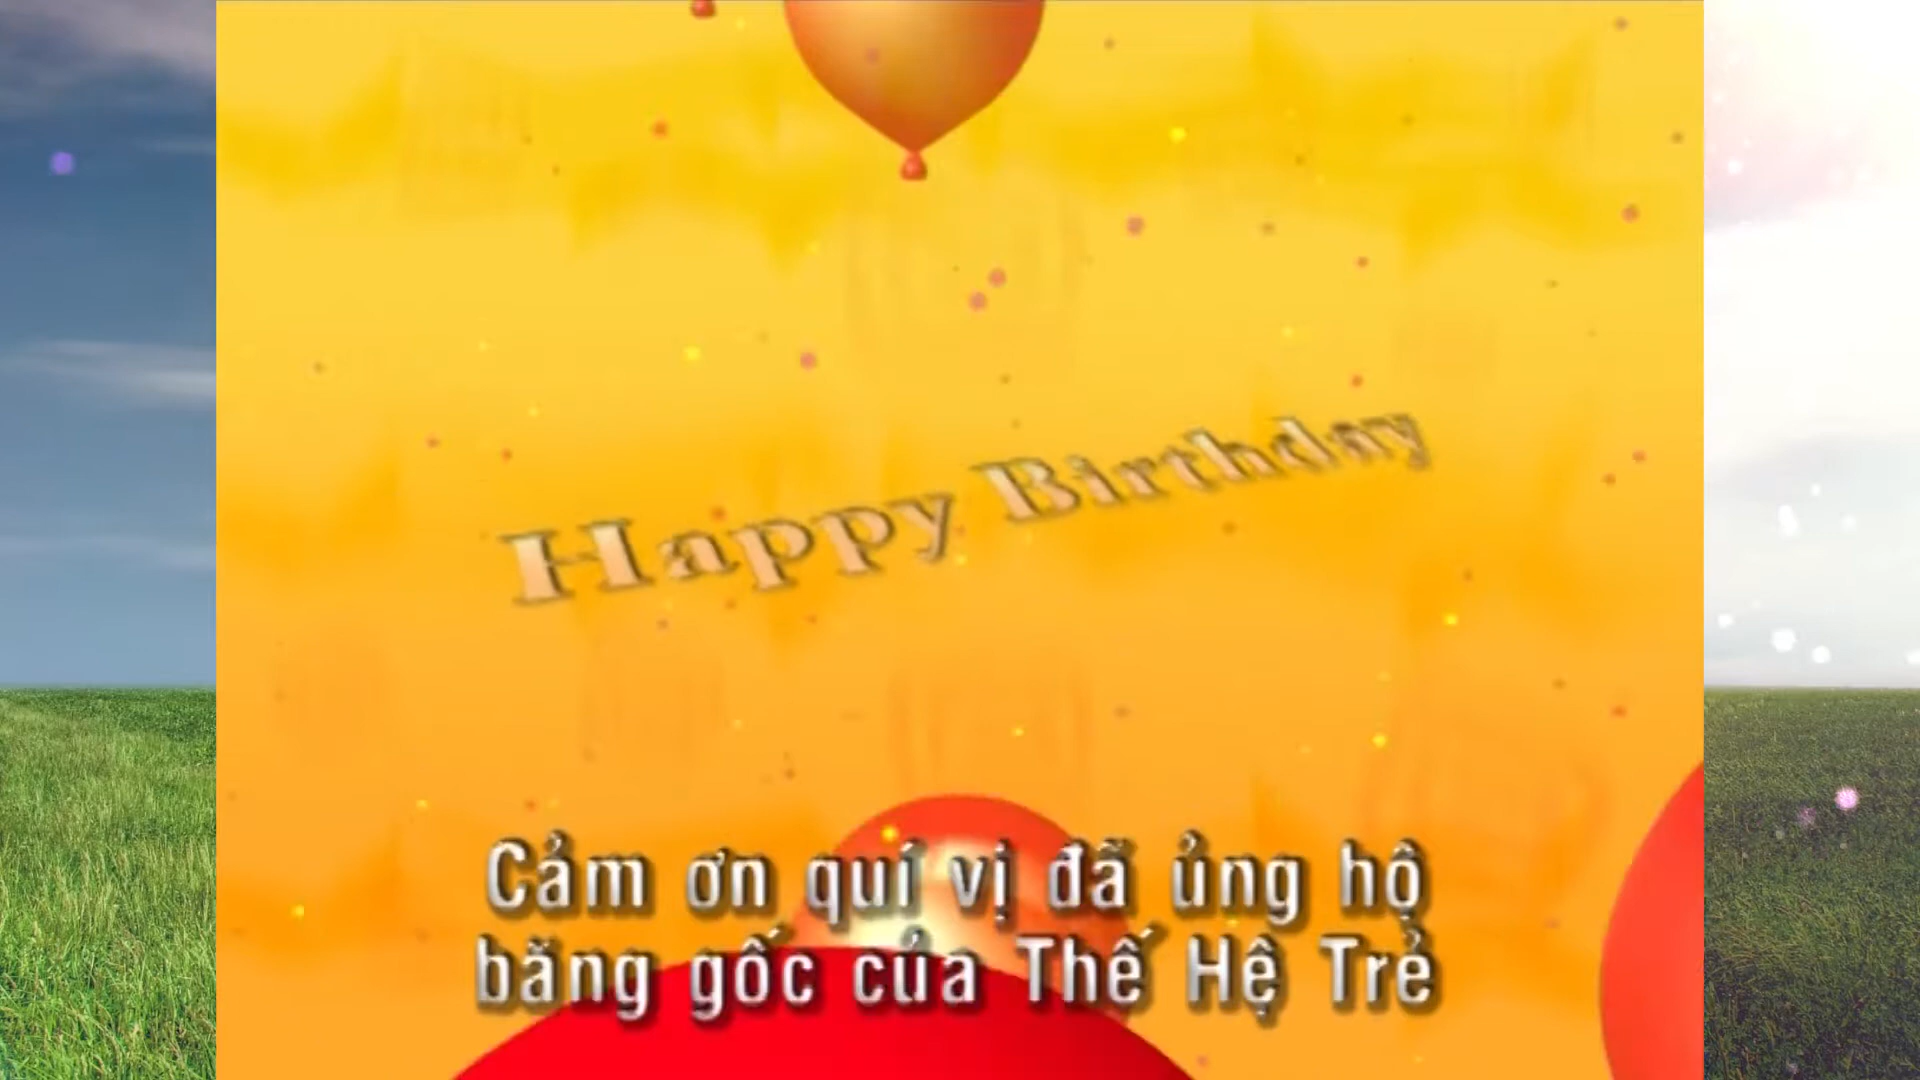 Happy Birthday
Cảm ơn quí vị đã ủng hộ
băng gốc của Thế Hệ Trẻ